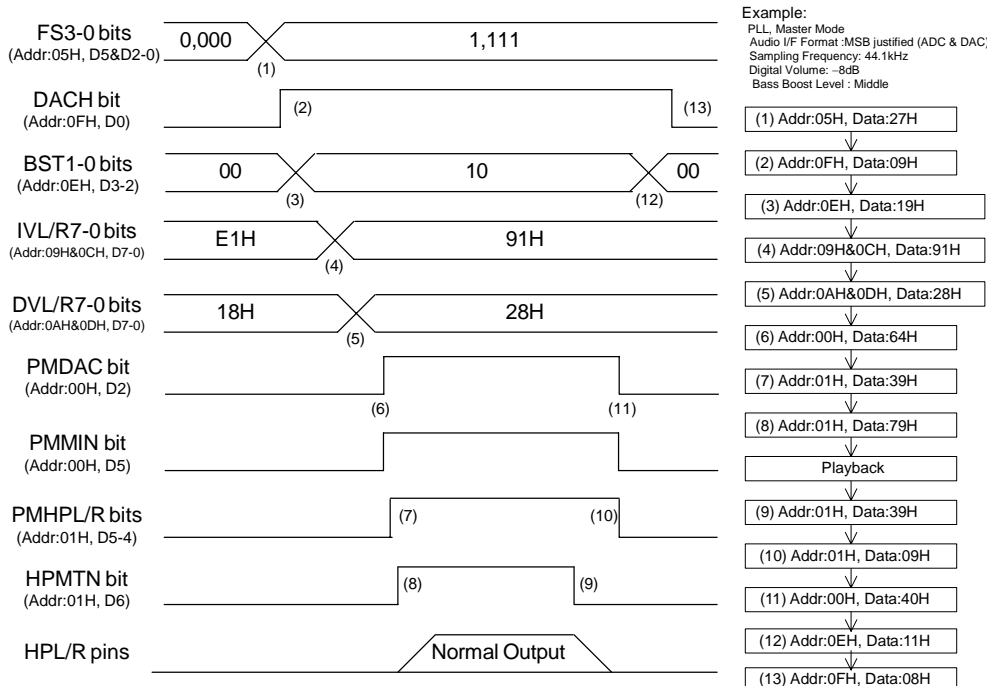 FS3-0 bits
(Addr:05H, D5&D2-0)
0,000
1,111
(1)
DACH bit
(Addr:0FH, D0)
(2)
(13)
BST1-0 bits
(Addr:0EH, D3-2)
00
10
00
(3)
(12)
IVL/R7-0 bits
(Addr:09H&0CH, D7-0)
E1H
91H
(4)
DVL/R7-0 bits
(Addr:0AH&0DH, D7-0)
18H
28H
(5)
PMDAC bit
(Addr:00H, D2)
(6)
(11)
PMMIN bit
(Addr:00H, D5)
PMHPL/R bits
(Addr:01H, D5-4)
(7)
(10)
HPMTN bit
(Addr:01H, D6)
(8)
(9)
HPL/R pins
Normal Output
Example:
PLL, Master Mode
Audio I/F Format :MSB justified (ADC & DAC)
Sampling Frequency: 44.1kHz
Digital Volume: −8dB
Bass Boost Level : Middle
(1) Addr:05H, Data:27H
(2) Addr:0FH, Data:09H
(3) Addr:0EH, Data:19H
(4) Addr:09H&0CH, Data:91H
(5) Addr:0AH&0DH, Data:28H
(6) Addr:00H, Data:64H
(7) Addr:01H, Data:39H
(8) Addr:01H, Data:79H
Playback
(9) Addr:01H, Data:39H
(10) Addr:01H, Data:09H
(11) Addr:00H, Data:40H
(12) Addr:0EH, Data:11H
(13) Addr:0FH, Data:08H